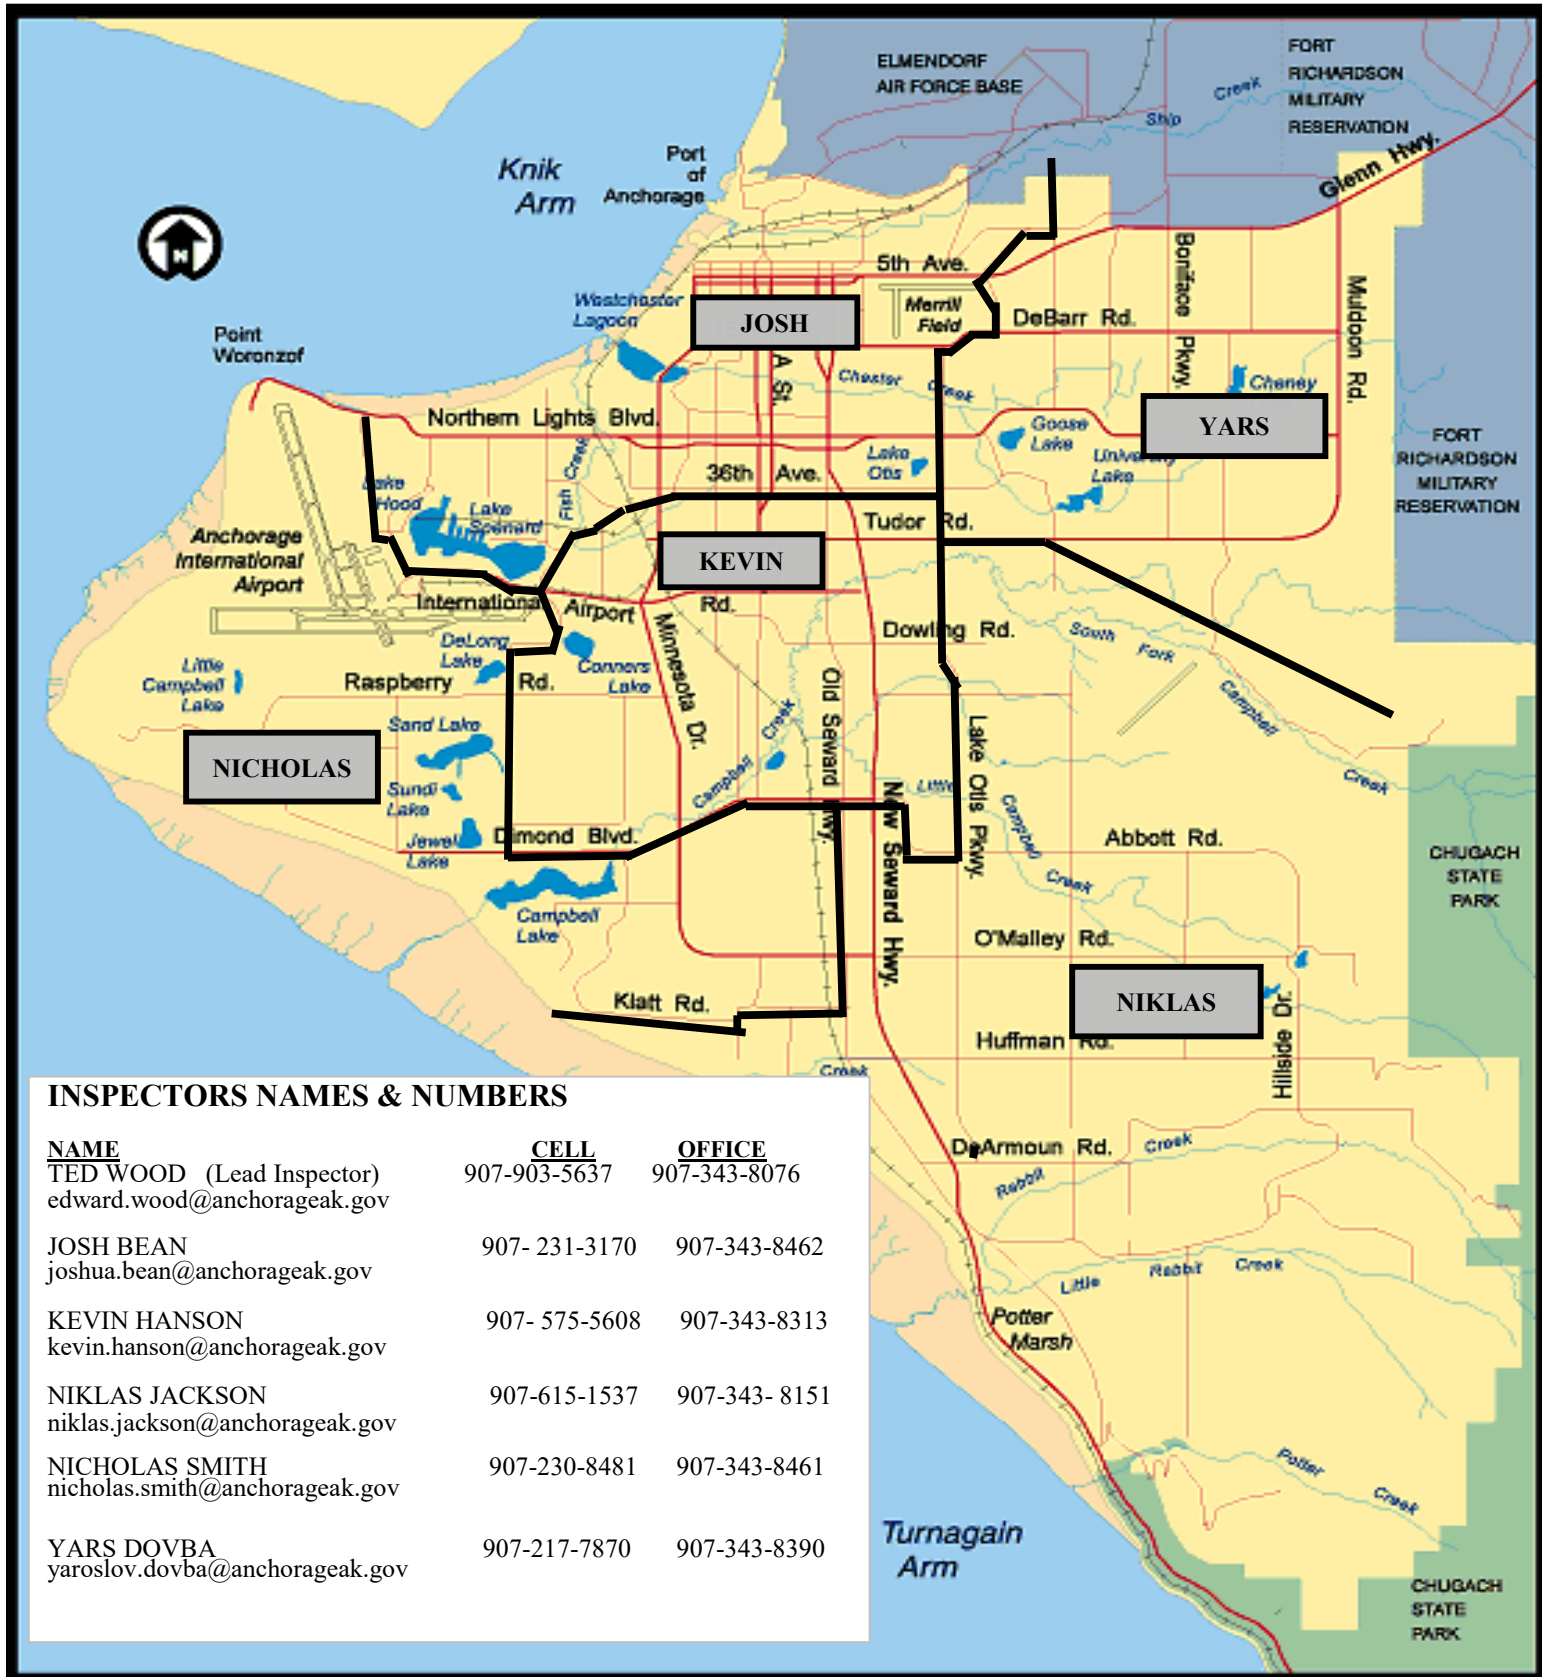 ELMENDORF
AIR FORCE BASE
FORT
RICHARDSON
MILITARY
RESERVATION
Ship Creek
Glenn Hwy.
Knik
Arm
Port
of
Anchorage
N
5th Ave.
Boniface Pkwy.
Muldoon Rd.
Westchester
Lagoon
JOSH
Merrill
Field
DeBarr Rd.
Point
Woronzof
A St.
Chester Creek
Cheney
YARS
Northern Lights Blvd.
Goose
Lake
FORT
RICHARDSON
MILITARY
RESERVATION
Lake
Otis
University
Lake
36th Ave.
Fish Creek
Lake
Hood
Lake
Spenard
Tudor Rd.
Anchorage
International
Airport
KEVIN
International Airport Rd.
Dowling Rd.
South Fork Campbell Creek
DeLong
Lake
Conners
Lake
Minnesota Dr.
Old Seward Hwy.
Little
Campbell
Lake
Raspberry Rd.
Sand Lake
Lake Otis Pkwy.
NICHOLAS
Campbell Creek
Sundi
Lake
New Seward Hwy.
Little Campbell Creek
Jewel
Lake
Dimond Blvd.
Abbott Rd.
CHUGACH
STATE
PARK
Campbell
Lake
O'Malley Rd.
Klatt Rd.
NIKLAS
Hillside Dr.
Huffman Rd.
Creek
DeArmoun Rd.
Rabbit Creek
Little Rabbit Creek
Potter
Marsh
Potter Creek
Turnagain
Arm
CHUGACH
STATE
PARK
INSPECTORS NAMES & NUMBERS
NAME CELL OFFICE
TED WOOD (Lead Inspector) 907-903-5637 907-343-8076
edward.wood@anchorageak.gov
JOSH BEAN 907- 231-3170 907-343-8462
joshua.bean@anchorageak.gov
KEVIN HANSON 907- 575-5608 907-343-8313
kevin.hanson@anchorageak.gov
NIKLAS JACKSON 907-615-1537 907-343- 8151
niklas.jackson@anchorageak.gov
NICHOLAS SMITH 907-230-8481 907-343-8461
nicholas.smith@anchorageak.gov
YARS DOVBA 907-217-7870 907-343-8390
yaroslov.dovba@anchorageak.gov